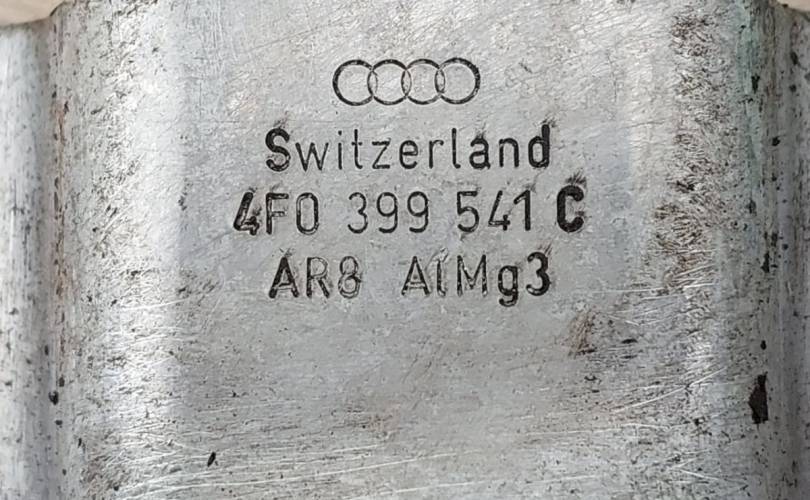 Switzerland
4F0 399 541 C
AR8 AlMg3